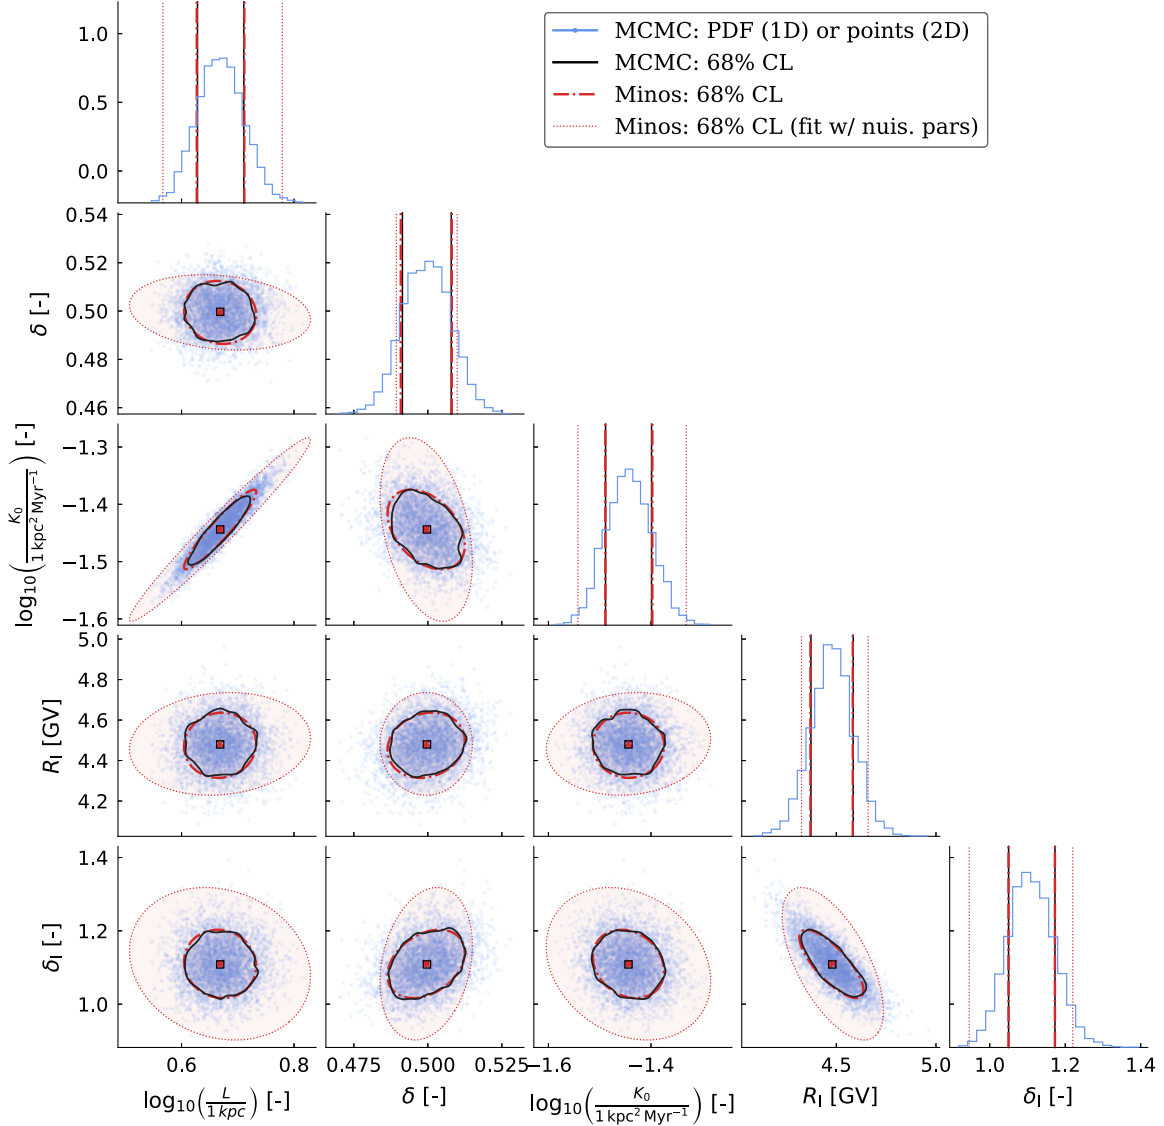 MCMC: PDF (1D) or points (2D)
MCMC: 68% CL
Minos: 68% CL
Minos: 68% CL (fit w/ nuis. pars)
1.0
0.5
0.0
0.54
0.52
0.50
0.48
0.46
δ [-]
−1.3
−1.4
−1.5
−1.6
log₁₀(K₀ / 1 kpc² Myr⁻¹) [-]
5.0
4.8
4.6
4.4
4.2
R_I [GV]
1.4
1.2
1.0
δ_I [-]
0.6 0.8
0.475 0.500 0.525
−1.6 −1.4
4.5 5.0
1.0 1.2 1.4
log₁₀(L / 1 kpc) [-]
δ [-]
log₁₀(K₀ / 1 kpc² Myr⁻¹) [-]
R_I [GV]
δ_I [-]